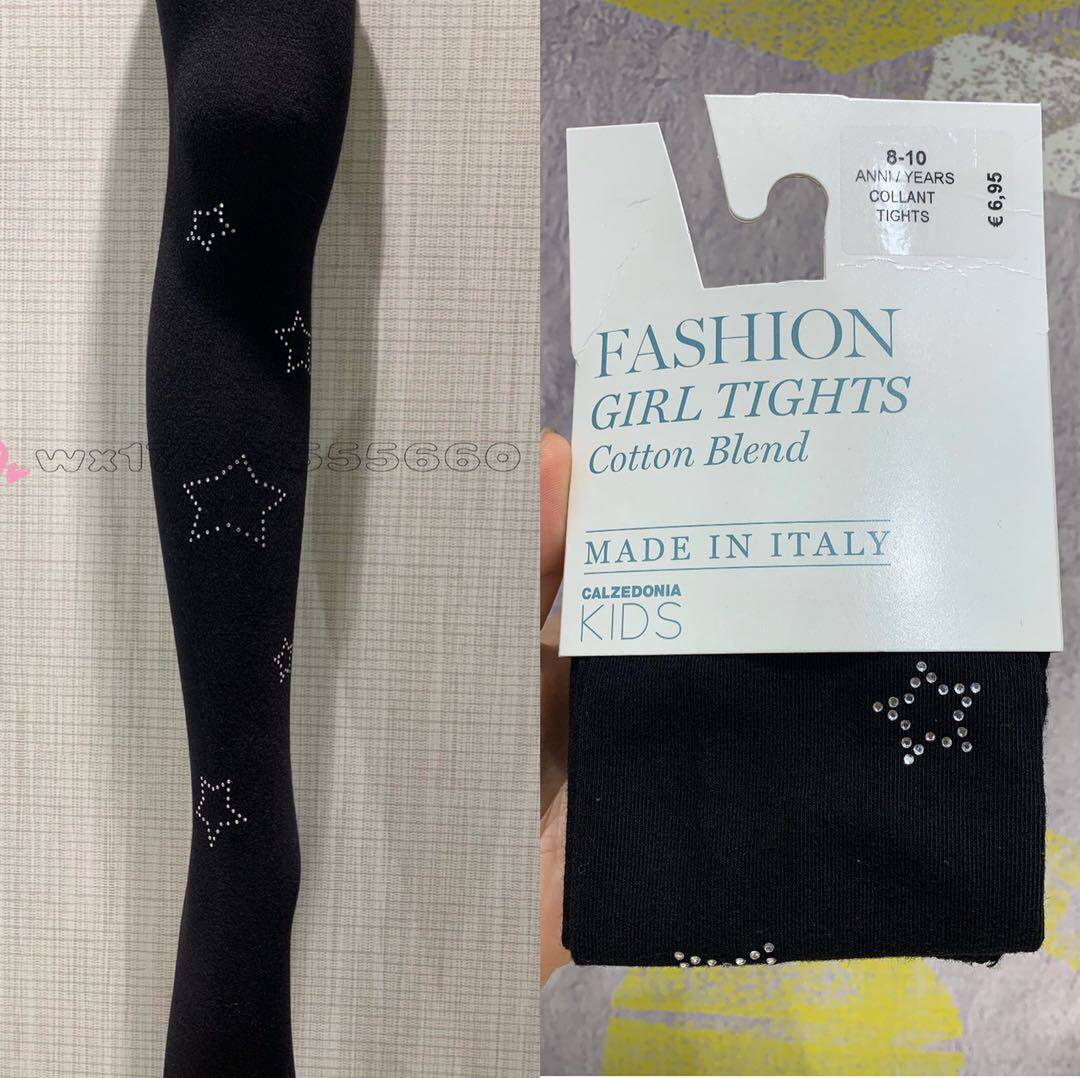 8-10
ANNI / YEARS
COLLANT
TIGHTS
€ 6,95
FASHION
GIRL TIGHTS
Cotton Blend
MADE IN ITALY
CALZEDONIA
KIDS